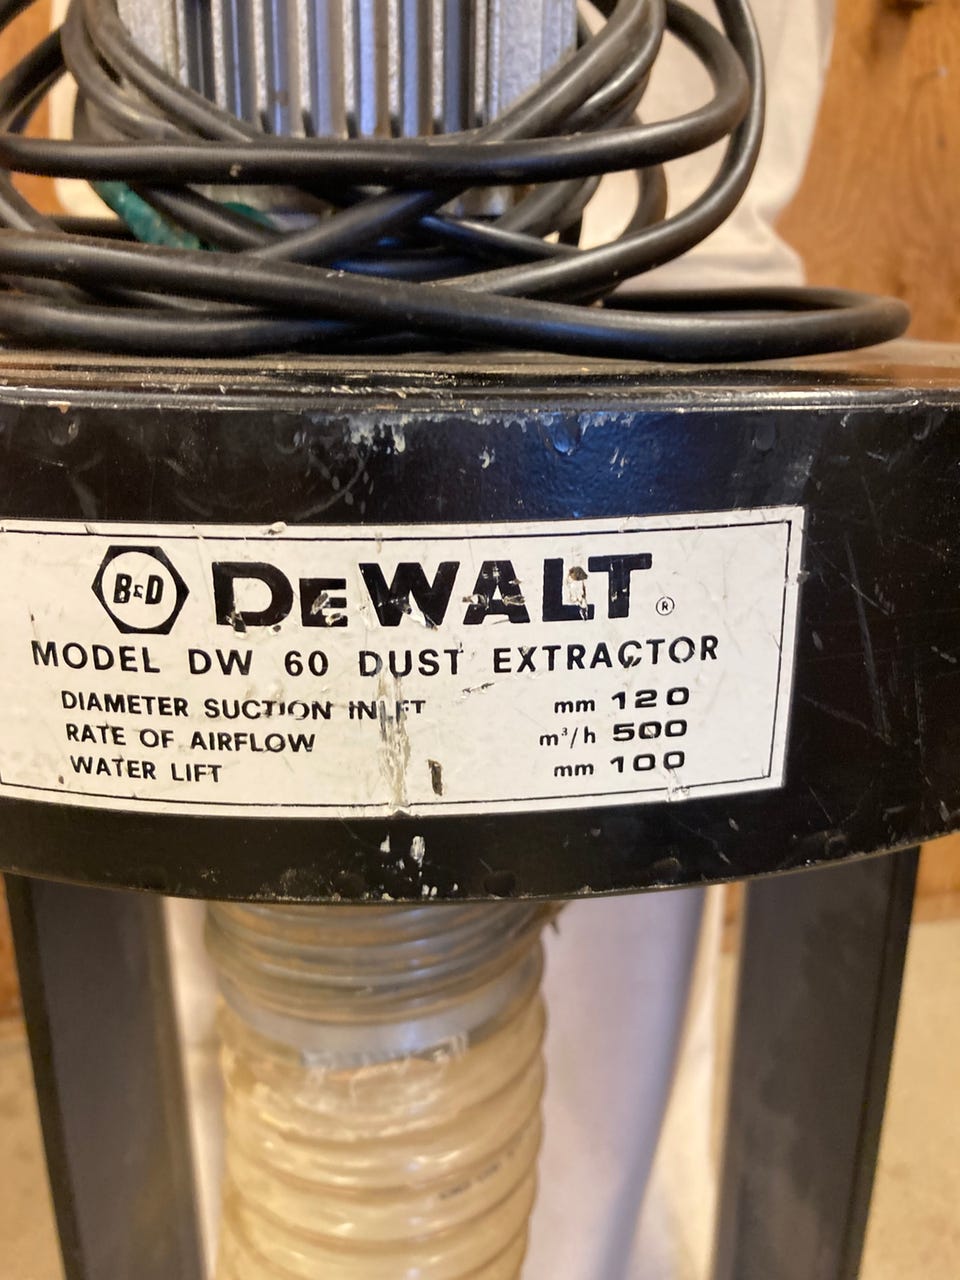 B&D DEWALT ®
MODEL DW 60 DUST EXTRACTOR
DIAMETER SUCTION INLET mm 120
RATE OF AIRFLOW m³/h 500
WATER LIFT mm 100